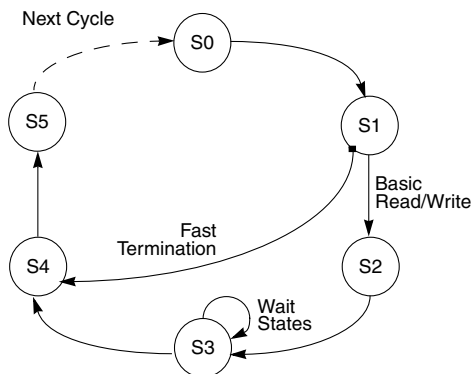 Next Cycle
S0
S5
S1
Basic
Read/Write
Fast
Termination
S4
S2
Wait
States
S3